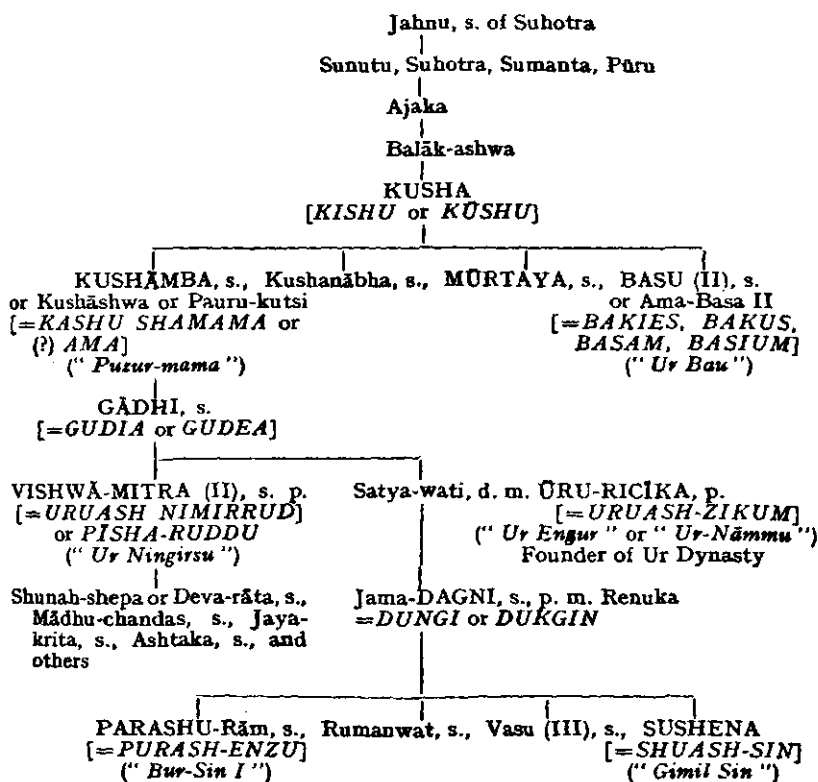 Jahnu, s. of Suhotra
Sunutu, Suhotra, Sumanta, Pūru
Ajaka
Balāk-ashwa
KUSHA
[KISHU or KŪSHU]
KUSHĀMBA, s., Kushanābha, s., MŪRTAYA, s., BASU (II), s.
or Kushāshwa or Pauru-kutsi
or Ama-Basa II
[=KASHU SHAMAMA or
(?) AMA]
("Puzur-mama")
[=BAKIES, BAKUS,
BASAM, BASIUM]
("Ur Bau")
GĀDHI, s.
[=GUDIA or GUDEA]
VISHWĀ-MITRA (II), s. p.
[=URUASH NIMIRRUD]
or PĪSHA-RUDDU
("Ur Ningirsu")
Satya-wati, d. m. ŪRU-RICĪKA, p.
[=URUASH-ZIKUM]
("Ur Engur" or "Ur-Nāmmu")
Founder of Ur Dynasty
Shunah-shepa or Deva-rāta, s.,
Mādhu-chandas, s., Jaya-
krita, s., Ashtaka, s., and
others
Jama-DAGNI, s., p. m. Renuka
=DUNGI or DUKGIN
PARASHU-Rām, s., Rumanwat, s., Vasu (III), s., SUSHENA
[=PURASH-ENZU]
("Bur-Sin I")
[=SHUASH-SIN]
("Gimil Sin")